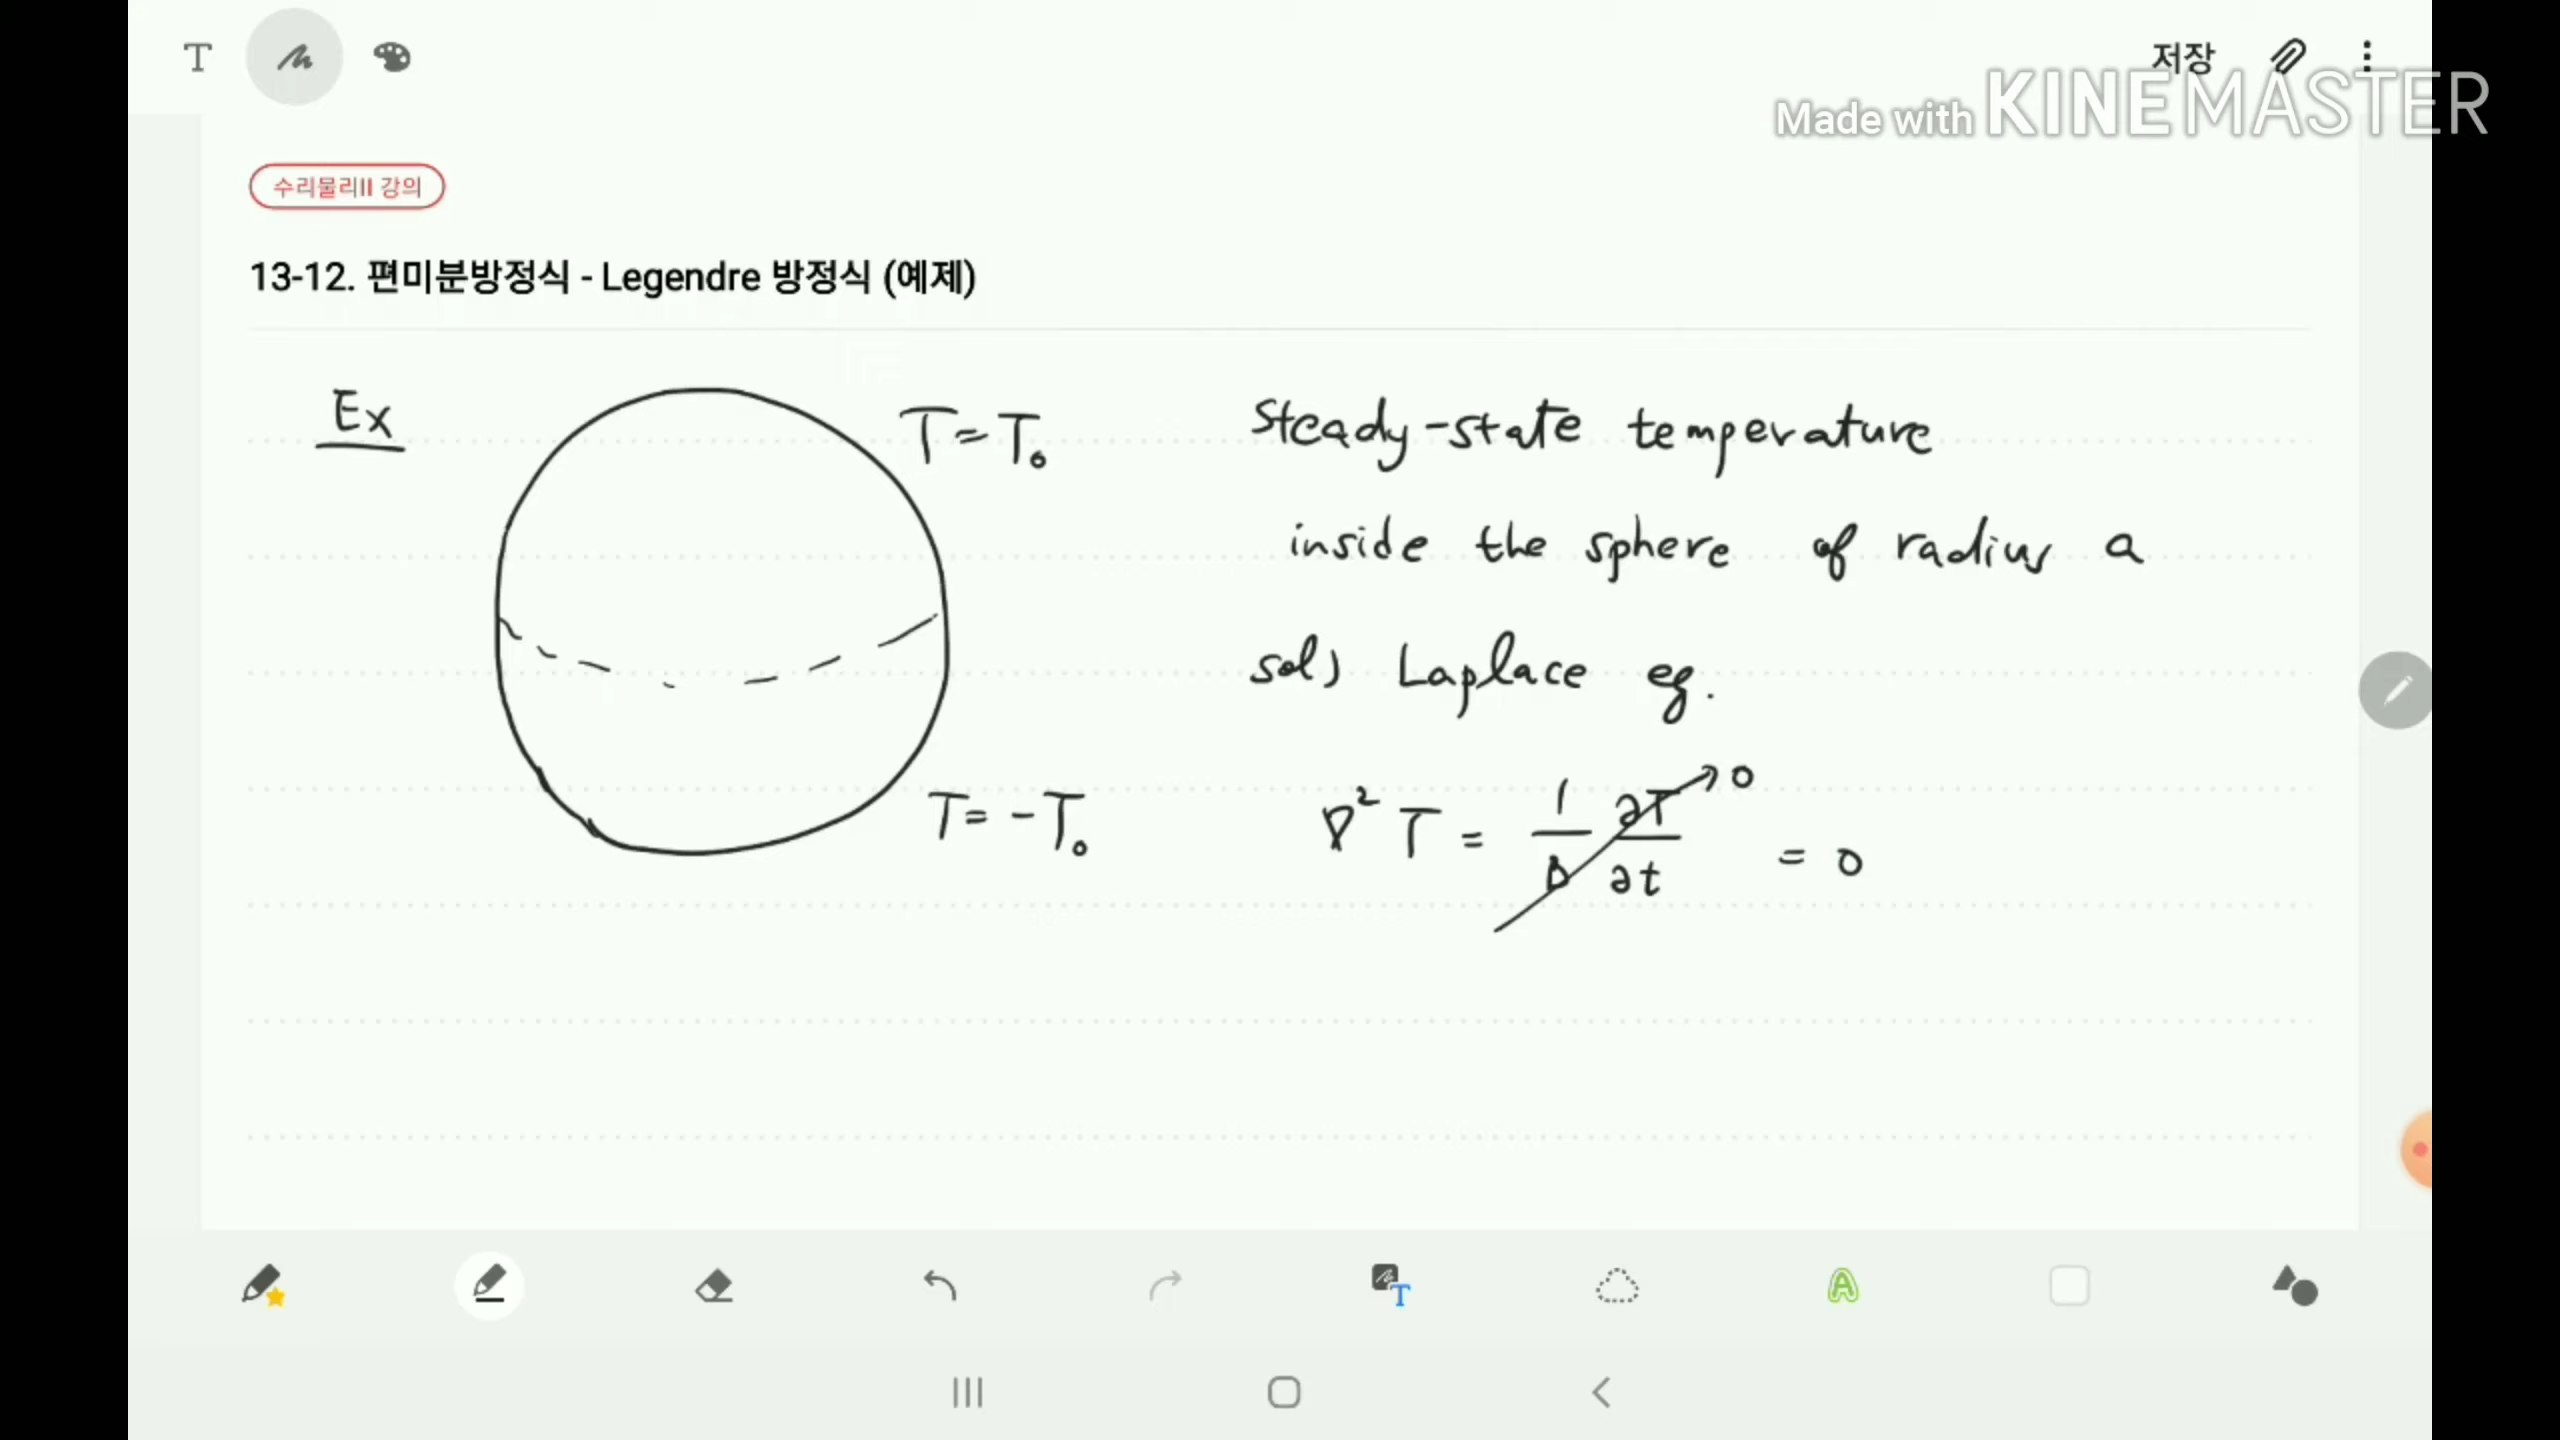 T
저장
Made with KINEMASTER
수리물리II 강의
13-12. 편미분방정식 - Legendre 방정식 (예제)
Ex
T = T₀
Steady-state temperature
inside the sphere of radius a
sol) Laplace eq.
T = -T₀
∇² T = 1/D ∂T/∂t → 0 = 0
T
A